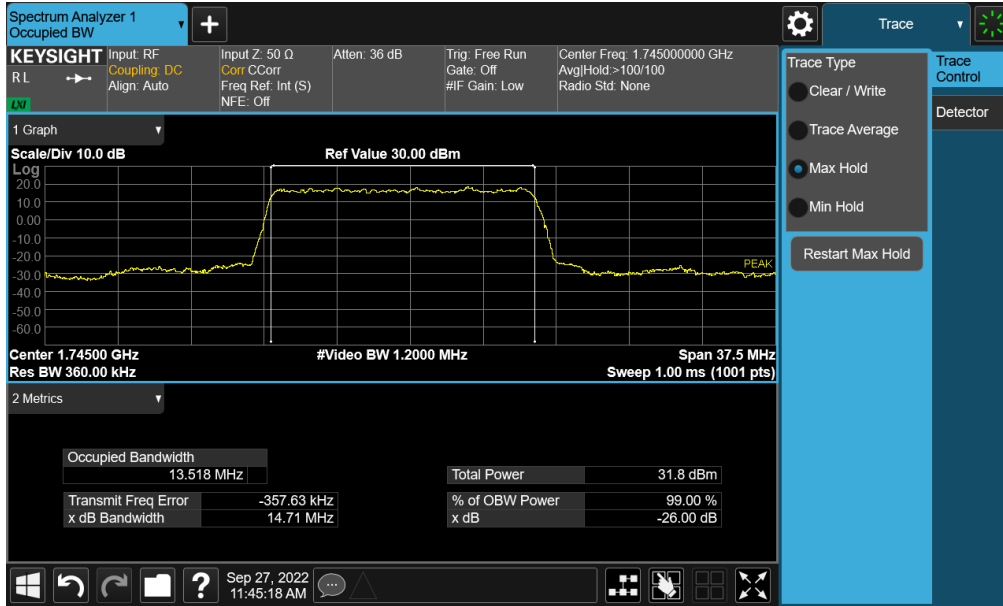 Spectrum Analyzer 1
Occupied BW
+
Trace
KEYSIGHT
R L
LXI
Input: RF
Coupling: DC
Align: Auto
Input Z: 50 Ω
Corr CCorr
Freq Ref: Int (S)
NFE: Off
Atten: 36 dB
Trig: Free Run
Gate: Off
#IF Gain: Low
Center Freq: 1.745000000 GHz
Avg|Hold:>100/100
Radio Std: None
Trace Type
Clear / Write
Trace Average
Max Hold
Min Hold
Restart Max Hold
Trace
Control
Detector
1 Graph
Scale/Div 10.0 dB
Ref Value 30.00 dBm
Log
20.0
10.0
0.00
-10.0
-20.0
-30.0
-40.0
-50.0
-60.0
PEAK
Center 1.74500 GHz
#Video BW 1.2000 MHz
Span 37.5 MHz
Res BW 360.00 kHz
Sweep 1.00 ms (1001 pts)
2 Metrics
Occupied Bandwidth
13.518 MHz
Total Power 31.8 dBm
Transmit Freq Error -357.63 kHz
% of OBW Power 99.00 %
x dB Bandwidth 14.71 MHz
x dB -26.00 dB
?
Sep 27, 2022
11:45:18 AM